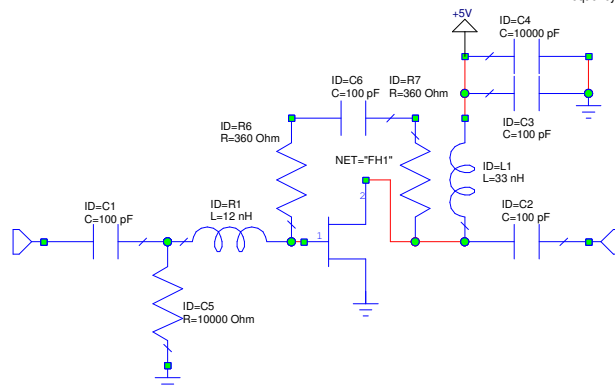 +5V
ID=C4
C=10000 pF
ID=C6
C=100 pF
ID=R7
R=360 Ohm
ID=R6
R=360 Ohm
ID=C3
C=100 pF
NET="FH1"
ID=L1
L=33 nH
2
ID=C1
C=100 pF
ID=R1
L=12 nH
ID=C2
C=100 pF
1
ID=C5
R=10000 Ohm